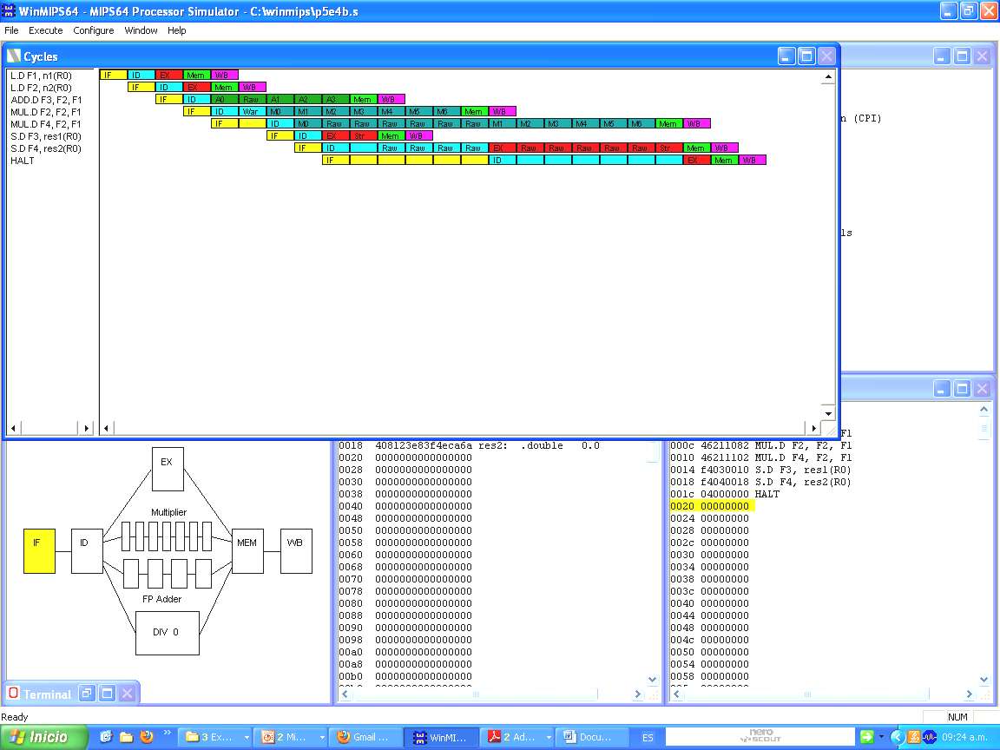 WinMIPS64 - MIPS64 Processor Simulator - C:\winmips\p5e4b.s
File Execute Configure Window Help
Cycles
L.D F1, n1(R0) IF ID EX Mem WB
L.D F2, n2(R0) IF ID EX Mem WB
ADD.D F3, F2, F1 IF ID A0 Raw A1 A2 A3 Mem WB
MUL.D F2, F2, F1 IF ID War M0 M1 M2 M3 M4 M5 M6 Mem WB
MUL.D F4, F2, F1 IF ID M0 Raw Raw Raw Raw Raw Raw M1 M2 M3 M4 M5 M6 Mem WB
S.D F3, res1(R0) IF ID EX Str Mem WB
S.D F4, res2(R0) IF ID Raw Raw Raw Raw EX Raw Raw Raw Raw Raw Str Mem WB
HALT IF ID EX Mem WB
n (CPI)
ls
EX
Multiplier
IF ID MEM WB
FP Adder
DIV 0
0018 408123e83f4eca6a res2: .double 0.0
0020 0000000000000000
0028 0000000000000000
0030 0000000000000000
0038 0000000000000000
0040 0000000000000000
0048 0000000000000000
0050 0000000000000000
0058 0000000000000000
0060 0000000000000000
0068 0000000000000000
0070 0000000000000000
0078 0000000000000000
0080 0000000000000000
0088 0000000000000000
0090 0000000000000000
0098 0000000000000000
00a0 0000000000000000
00a8 0000000000000000
00b0 0000000000000000
F1
000c 46211082 MUL.D F2, F2, F1
0010 46211102 MUL.D F4, F2, F1
0014 f4030010 S.D F3, res1(R0)
0018 f4040018 S.D F4, res2(R0)
001c 04000000 HALT
0020 00000000
0024 00000000
0028 00000000
002c 00000000
0030 00000000
0034 00000000
0038 00000000
003c 00000000
0040 00000000
0044 00000000
0048 00000000
004c 00000000
0050 00000000
0054 00000000
0058 00000000
Terminal
Ready
NUM
Inicio
3 Ex...
2 Mi...
Gmail ...
WinMI...
2 Ad...
Docu...
ES
nero
SCOUT
09:24 a.m.